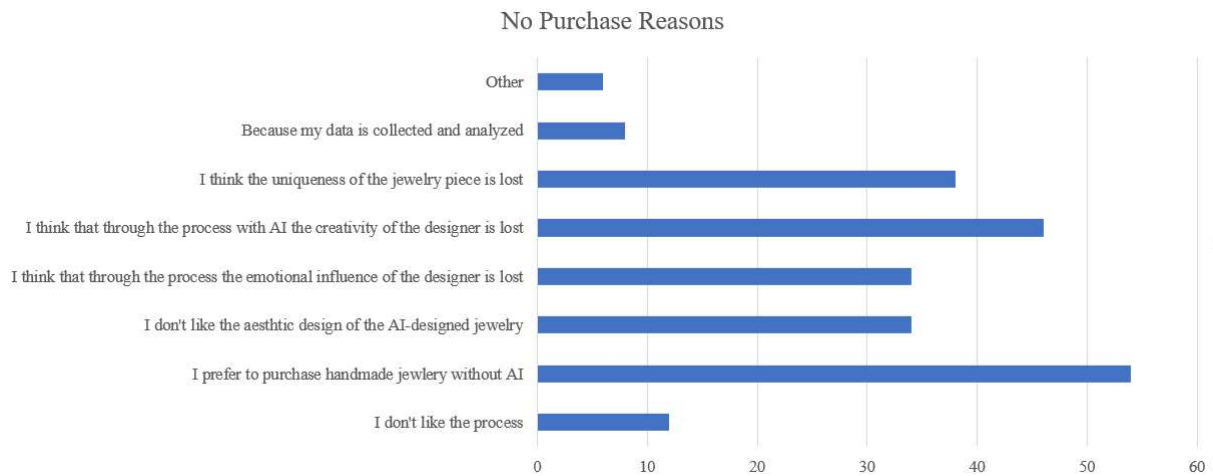 No Purchase Reasons
Other
Because my data is collected and analyzed
I think the uniqueness of the jewelry piece is lost
I think that through the process with AI the creativity of the designer is lost
I think that through the process the emotional influence of the designer is lost
I don't like the aesthtic design of the AI-designed jewelry
I prefer to purchase handmade jewlery without AI
I don't like the process
0 10 20 30 40 50 60